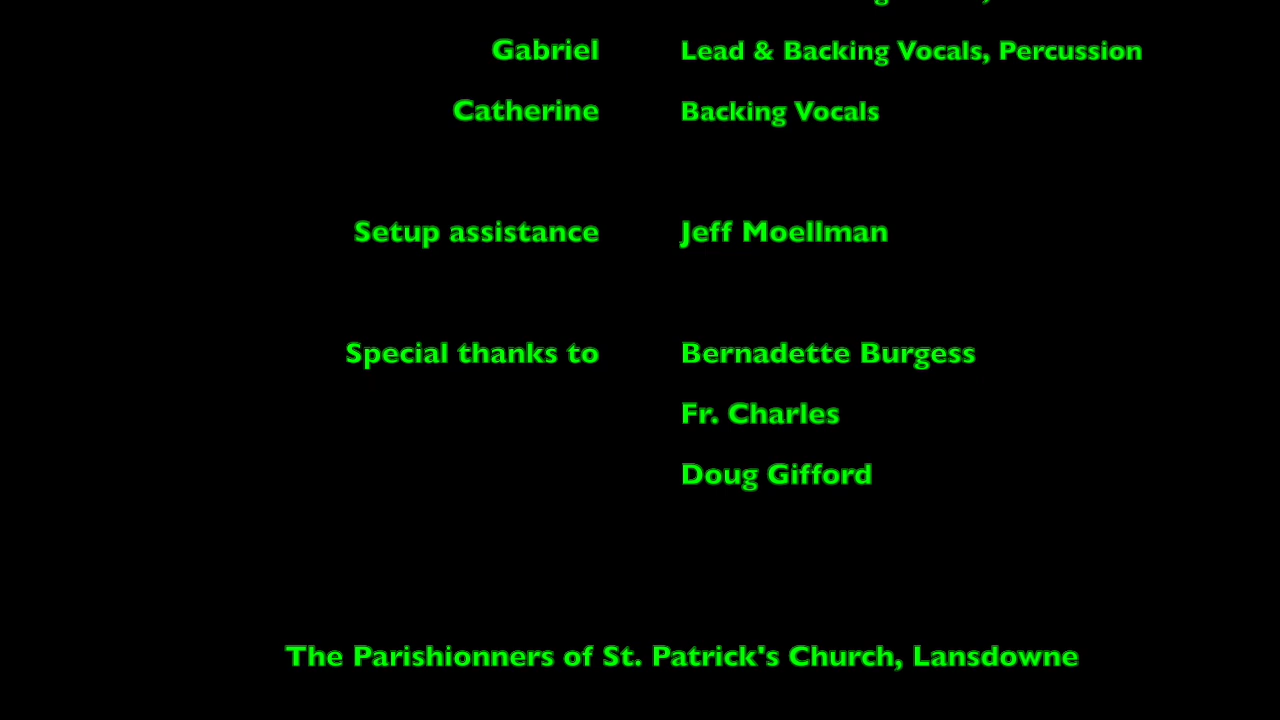 Gabriel Lead & Backing Vocals, Percussion
Catherine Backing Vocals
Setup assistance Jeff Moellman
Special thanks to Bernadette Burgess
Fr. Charles
Doug Gifford
The Parishionners of St. Patrick's Church, Lansdowne